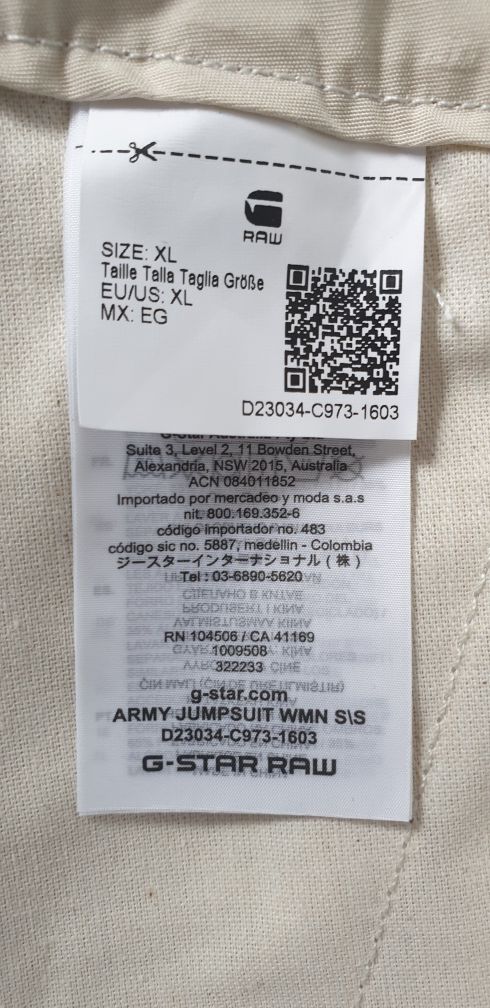 RAW
SIZE: XL
Taille Talla Taglia Größe
EU/US: XL
MX: EG
D23034-C973-1603
Suite 3, Level 2, 11 Bowden Street,
Alexandria, NSW 2015, Australia
ACN 084011852
Importado por mercadeo y moda s.a.s
nit. 800.169.352-6
código importador no. 483
código sic no. 5887, medellin - Colombia
ジースターインターナショナル(株)
Tel : 03-6890-5620
RN 104506 / CA 41169
1009508
322233
g-star.com
ARMY JUMPSUIT WMN S\S
D23034-C973-1603
G-STAR RAW